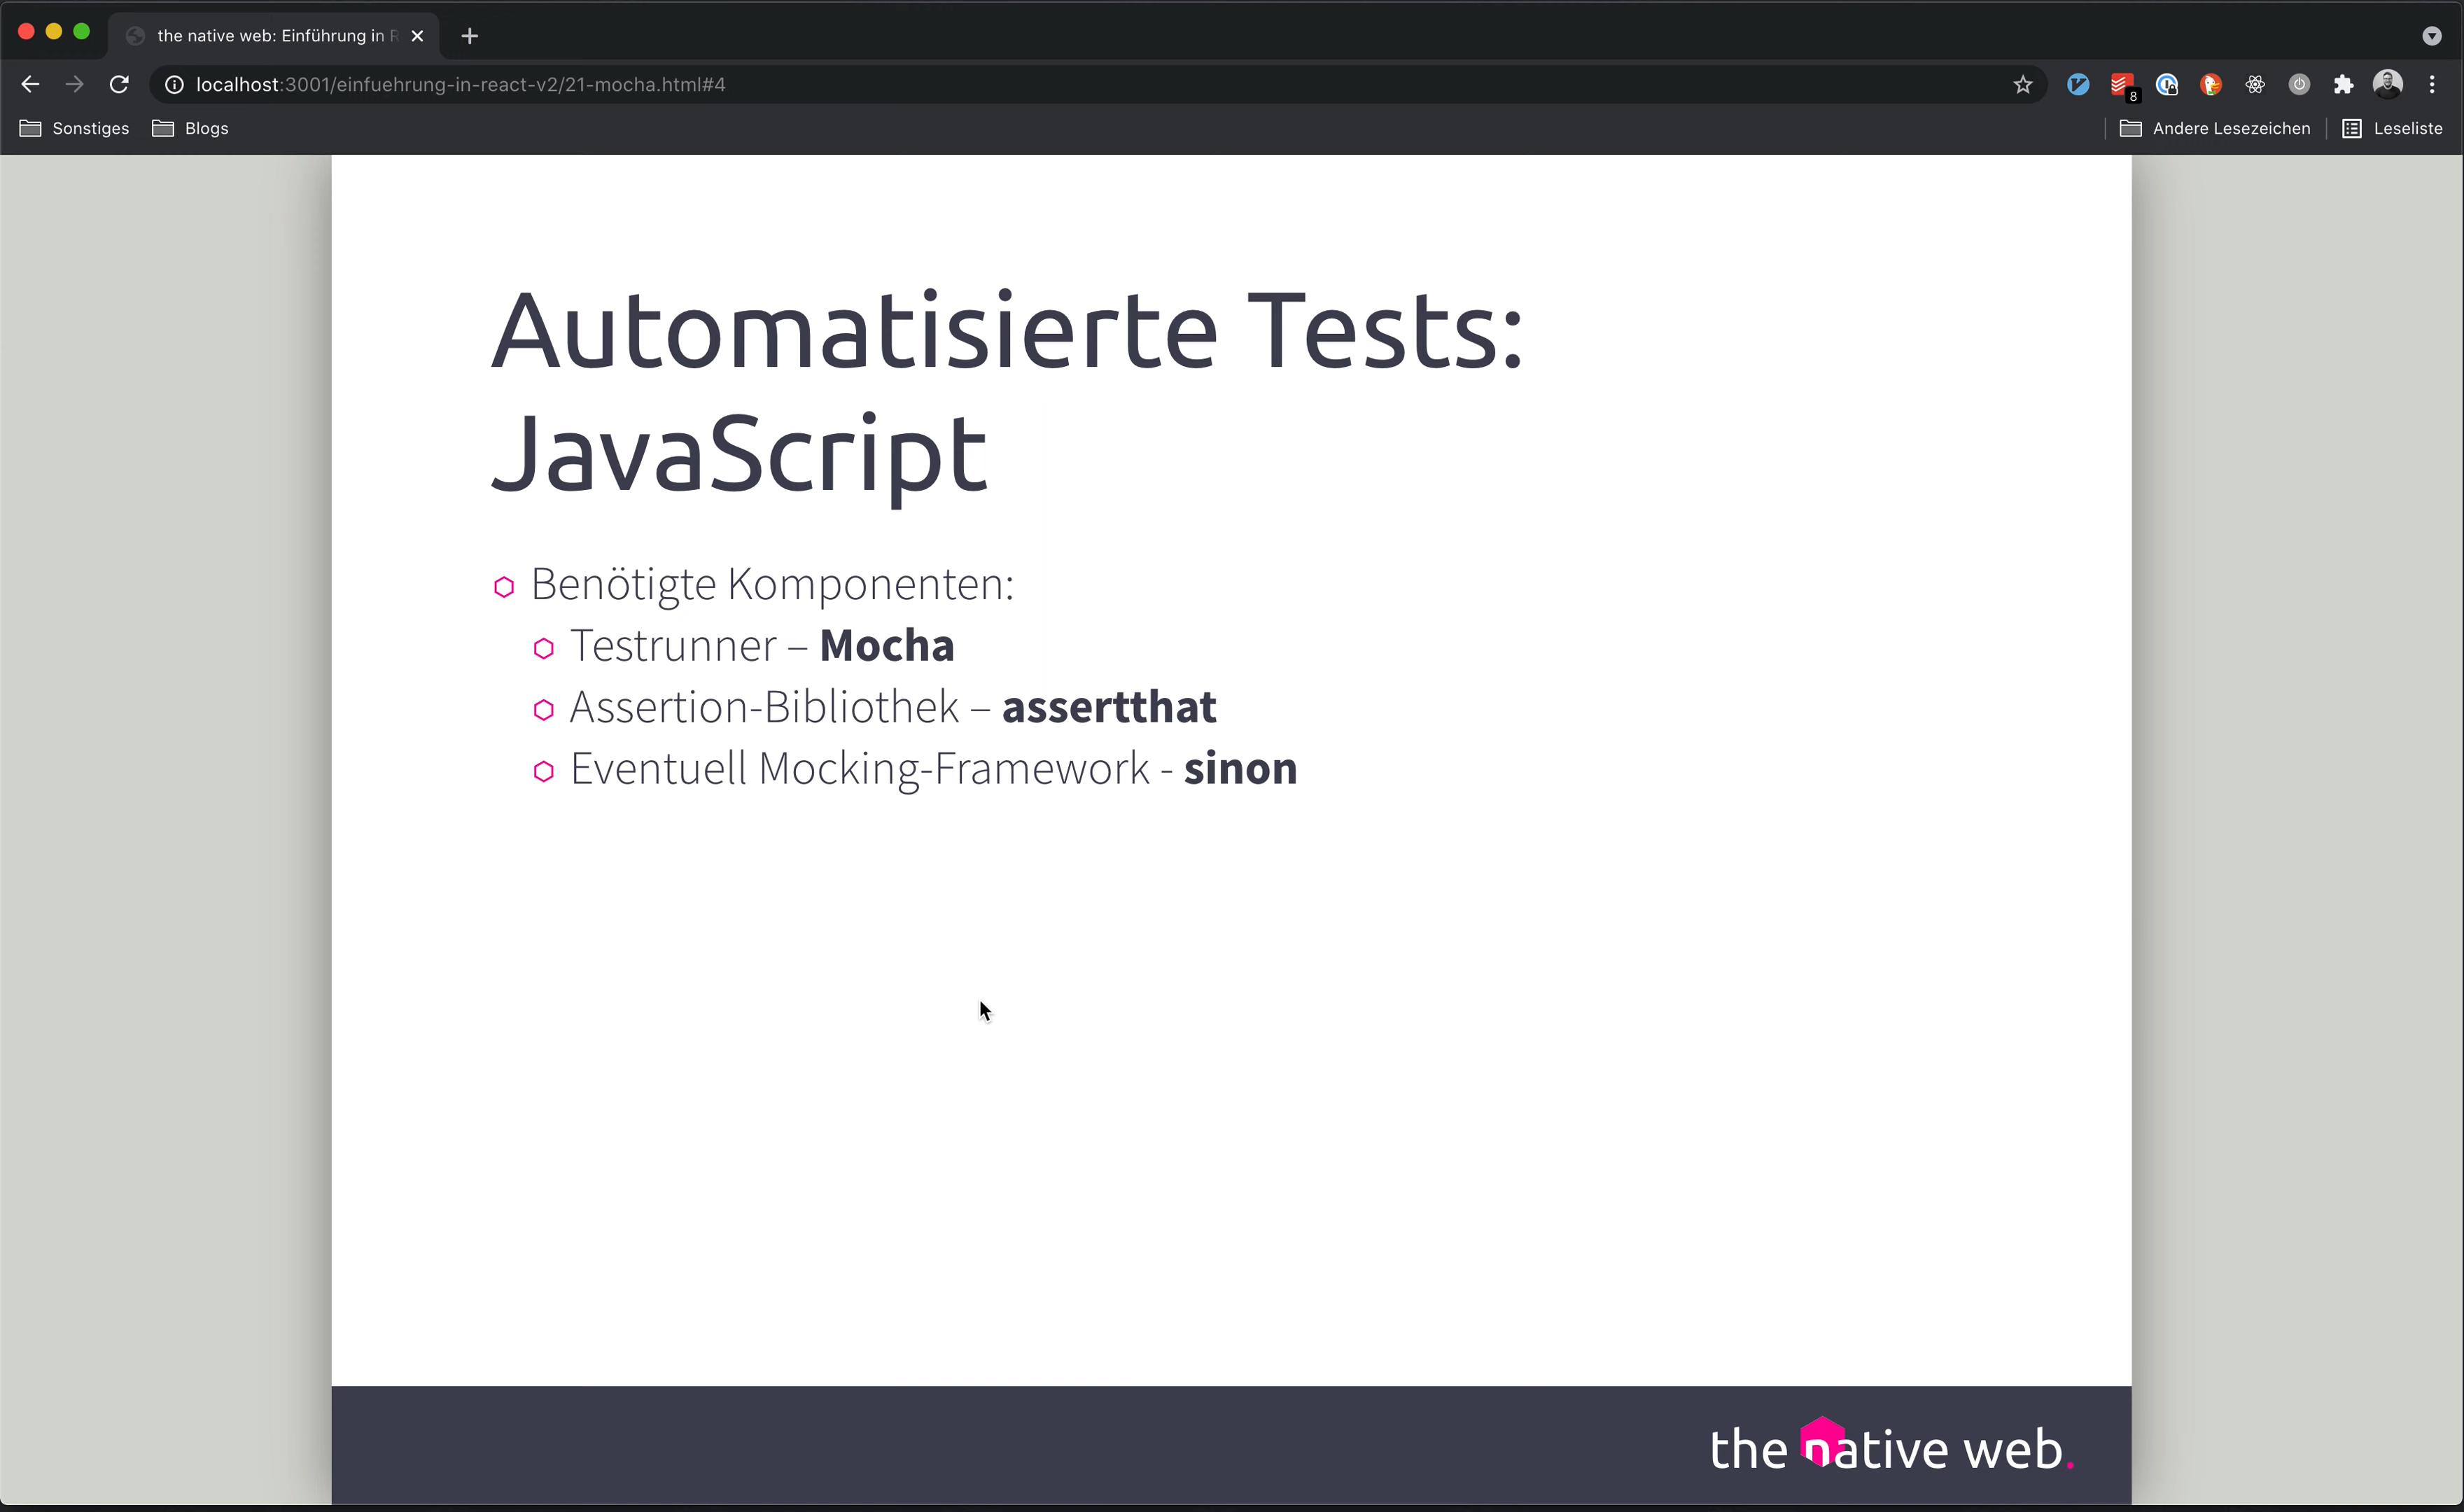 the native web: Einführung in R
localhost:3001/einfuehrung-in-react-v2/21-mocha.html#4
8
Sonstiges
Blogs
Andere Lesezeichen
Leseliste
Automatisierte Tests:
JavaScript
Benötigte Komponenten:
Testrunner – Mocha
Assertion-Bibliothek – assertthat
Eventuell Mocking-Framework - sinon
the native web.